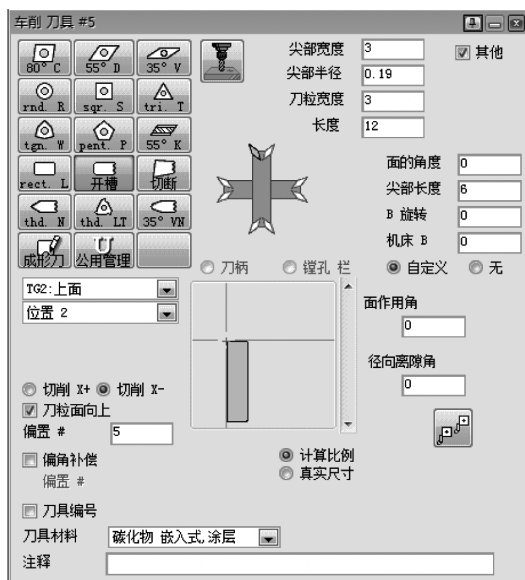 车削 刀具 #5
80° C
55° D
35° V
rnd. R
sqr. S
tri. T
tgn. W
pent. P
55° K
rect. L
开槽
切断
thd. N
thd. LT
35° VN
成形刀
公用管理
尖部宽度 3
尖部半径 0.19
刀粒宽度 3
长度 12
其他
面的角度 0
尖部长度 6
B 旋转 0
机床 B 0
刀柄
镗孔 栏
自定义
无
TG2:上面
位置 2
面作用角
0
径向离隙角
0
切削 X+
切削 X-
刀粒面向上
偏置 # 5
偏角补偿
偏置 #
计算比例
真实尺寸
刀具编号
刀具材料 碳化物 嵌入式,涂层
注释